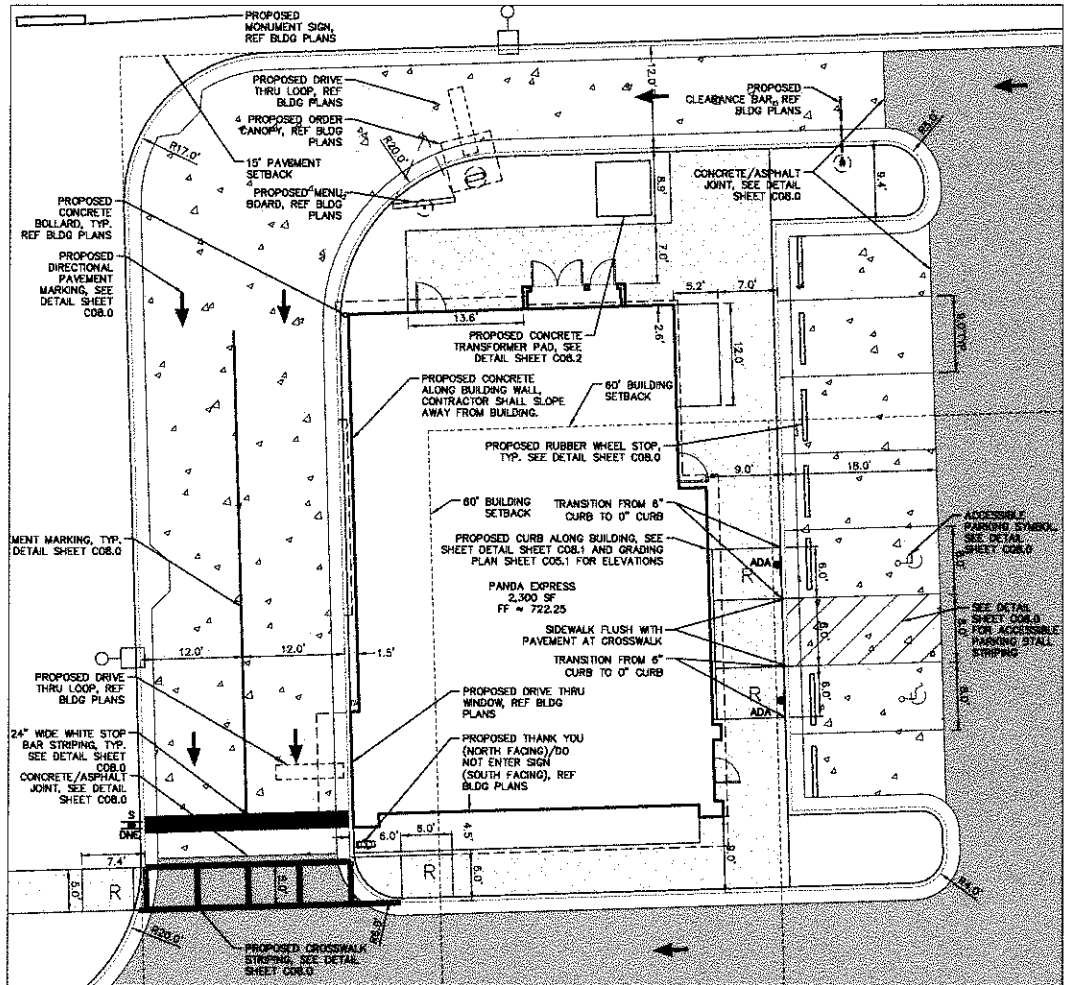 PROPOSED
MONUMENT SIGN,
REF BLDG PLANS
PROPOSED DRIVE
THRU LOOP, REF
BLDG PLANS
PROPOSED ORDER
CANOPY, REF BLDG
PLANS
R20.0'
12.0'
PROPOSED
CLEARANCE BAR, REF
BLDG PLANS
R17.0'
15' PAVEMENT
SETBACK
PROPOSED MENU
BOARD, REF BLDG
PLANS
8.9'
7.0'
CONCRETE/ASPHALT
JOINT, SEE DETAIL
SHEET C08.0
9.4'
PROPOSED
CONCRETE
BOLLARD, TYP.
REF BLDG PLANS
PROPOSED
DIRECTIONAL
PAVEMENT
MARKING, SEE
DETAIL SHEET
C08.0
13.6'
5.2'
7.0'
2.6'
12.0'
9.0' TYP.
PROPOSED CONCRETE
TRANSFORMER PAD, SEE
DETAIL SHEET C08.2
PROPOSED CONCRETE
ALONG BUILDING WALL,
CONTRACTOR SHALL SLOPE
AWAY FROM BUILDING.
60' BUILDING
SETBACK
PROPOSED RUBBER WHEEL STOP,
TYP. SEE DETAIL SHEET C08.0
9.0'
18.0'
60' BUILDING
SETBACK
TRANSITION FROM 6"
CURB TO 0" CURB
PROPOSED CURB ALONG BUILDING, SEE
SHEET DETAIL SHEET C08.1 AND GRADING
PLAN SHEET C05.1 FOR ELEVATIONS
ACCESSIBLE
PARKING SYMBOL,
SEE DETAIL
SHEET C08.0
MENT MARKING, TYP.
DETAIL SHEET C08.0
ADA
R
6.0'
PANDA EXPRESS
2,300 SF
FF = 722.25
SIDEWALK FLUSH WITH
PAVEMENT AT CROSSWALK
SEE DETAIL
SHEET C08.0
FOR ACCESSIBLE
PARKING STALL
STRIPING
TRANSITION FROM 6"
CURB TO 0" CURB
R
ADA
6.0'
12.0'
12.0'
1.5'
PROPOSED DRIVE
THRU LOOP, REF
BLDG PLANS
PROPOSED DRIVE THRU
WINDOW, REF BLDG
PLANS
24" WIDE WHITE STOP
BAR STRIPING, TYP.
SEE DETAIL SHEET
C08.0
PROPOSED THANK YOU
(NORTH FACING)/DO
NOT ENTER SIGN
(SOUTH FACING), REF
BLDG PLANS
CONCRETE/ASPHALT
JOINT, SEE DETAIL
SHEET C08.0
S
DNE
7.4'
5.0'
R
6.0'
4.5'
R
6.0'
9.0'
R20.0'
PROPOSED CROSSWALK
STRIPING, SEE DETAIL
SHEET C08.0